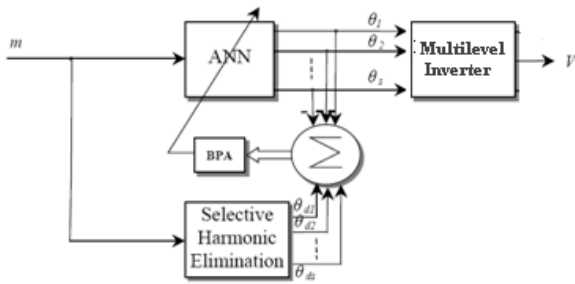 m
ANN
θ1
θ2
θs
Multilevel
Inverter
V
BPA
Σ
Selective
Harmonic
Elimination
θd1
θd2
θds